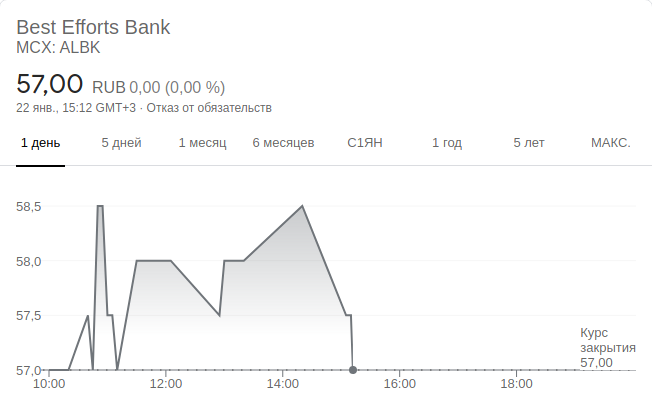 Best Efforts Bank
MCX: ALBK
57,00 RUB 0,00 (0,00 %)
22 янв., 15:12 GMT+3 · Отказ от обязательств
1 день 5 дней 1 месяц 6 месяцев С1ЯН 1 год 5 лет МАКС.
58,5
58,0
57,5
57,0
Курс
закрытия
57,00
10:00 12:00 14:00 16:00 18:00